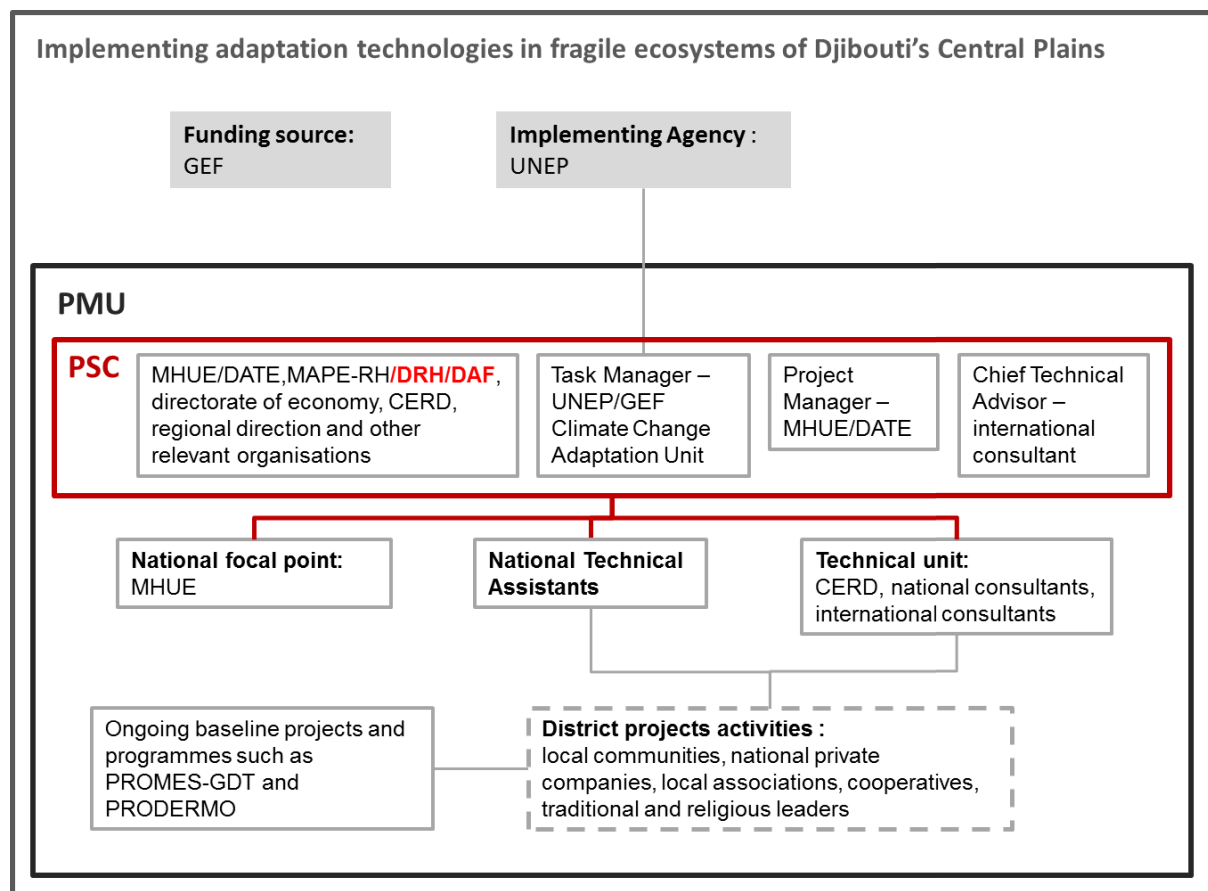 Implementing adaptation technologies in fragile ecosystems of Djibouti's Central Plains
Funding source:
GEF
Implementing Agency :
UNEP
PMU
PSC
MHUE/DATE,MAPE-RH/DRH/DAF,
directorate of economy, CERD,
regional direction and other
relevant organisations
Task Manager –
UNEP/GEF
Climate Change
Adaptation Unit
Project
Manager –
MHUE/DATE
Chief Technical
Advisor –
international
consultant
National focal point:
MHUE
National Technical
Assistants
Technical unit:
CERD, national consultants,
international consultants
Ongoing baseline projects and
programmes such as
PROMES-GDT and
PRODERMO
District projects activities :
local communities, national private
companies, local associations, cooperatives,
traditional and religious leaders